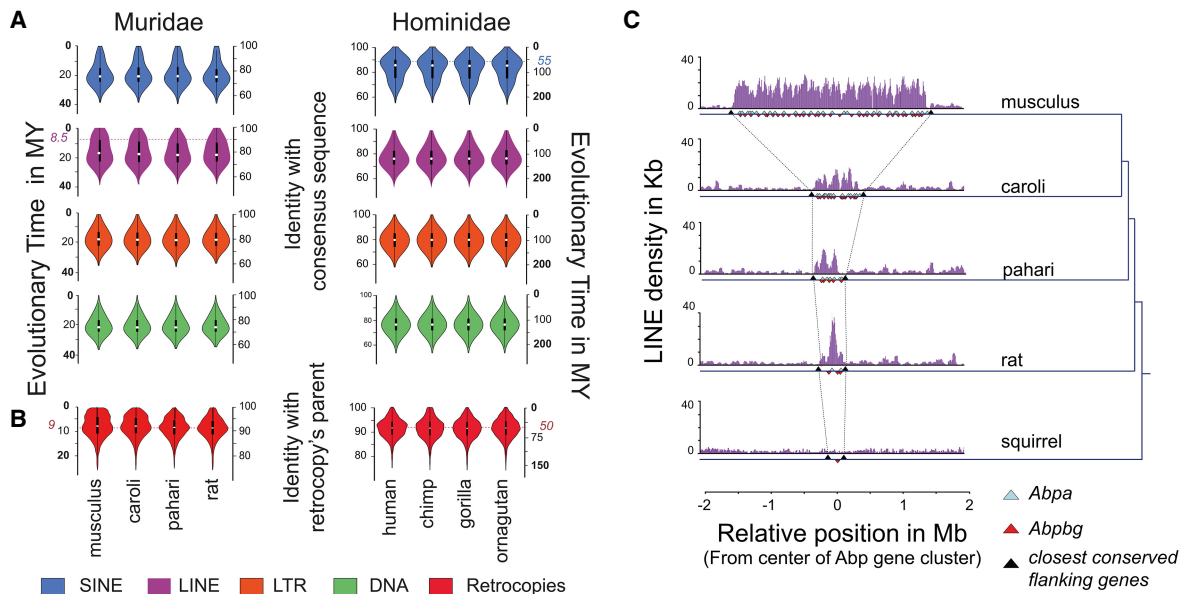 A
Muridae
Hominidae
Evolutionary Time in MY
0
20
40
100
80
60
8.5
0
20
40
100
80
60
0
20
40
100
80
60
0
20
40
100
80
60
Identity with
consensus sequence
100
80
60
0
100
200
55
100
80
60
0
100
200
100
80
60
0
100
200
100
80
60
0
100
200
Evolutionary Time in MY
B
9
0
10
20
100
90
80
Identity with
retrocopy's parent
100
90
80
0
50
75
150
musculus
caroli
pahari
rat
human
chimp
gorilla
ornagutan
SINE
LINE
LTR
DNA
Retrocopies
C
LINE density in Kb
40
0
musculus
40
0
caroli
40
0
pahari
40
0
rat
40
0
squirrel
-2 -1 0 1 2
Relative position in Mb
(From center of Abp gene cluster)
Abpa
Abpbg
closest conserved
flanking genes